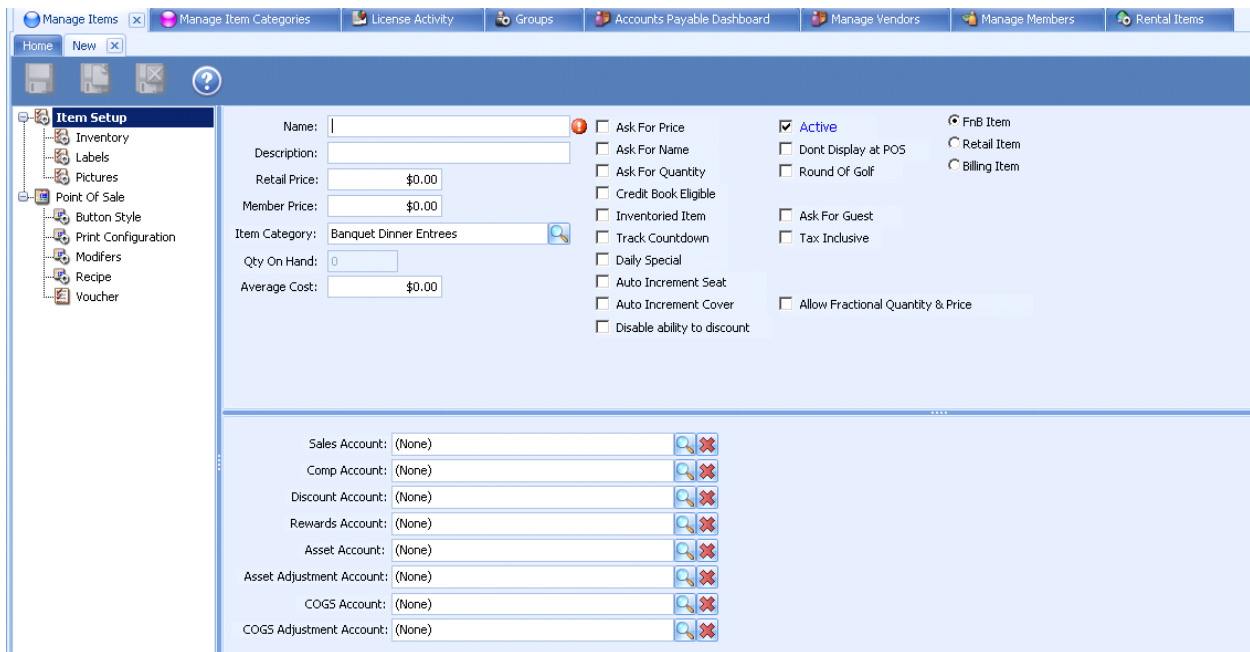 Manage Items Manage Item Categories License Activity Groups Accounts Payable Dashboard Manage Vendors Manage Members Rental Items
Home New
Item Setup
Inventory
Labels
Pictures
Point Of Sale
Button Style
Print Configuration
Modifers
Recipe
Voucher
Name: Ask For Price Active FnB Item
Description: Ask For Name Dont Display at POS Retail Item
Retail Price: $0.00 Ask For Quantity Round Of Golf Billing Item
Member Price: $0.00 Credit Book Eligible
Inventoried Item Ask For Guest
Item Category: Banquet Dinner Entrees Track Countdown Tax Inclusive
Qty On Hand: 0 Daily Special
Average Cost: $0.00 Auto Increment Seat
Auto Increment Cover Allow Fractional Quantity & Price
Disable ability to discount
Sales Account: (None)
Comp Account: (None)
Discount Account: (None)
Rewards Account: (None)
Asset Account: (None)
Asset Adjustment Account: (None)
COGS Account: (None)
COGS Adjustment Account: (None)